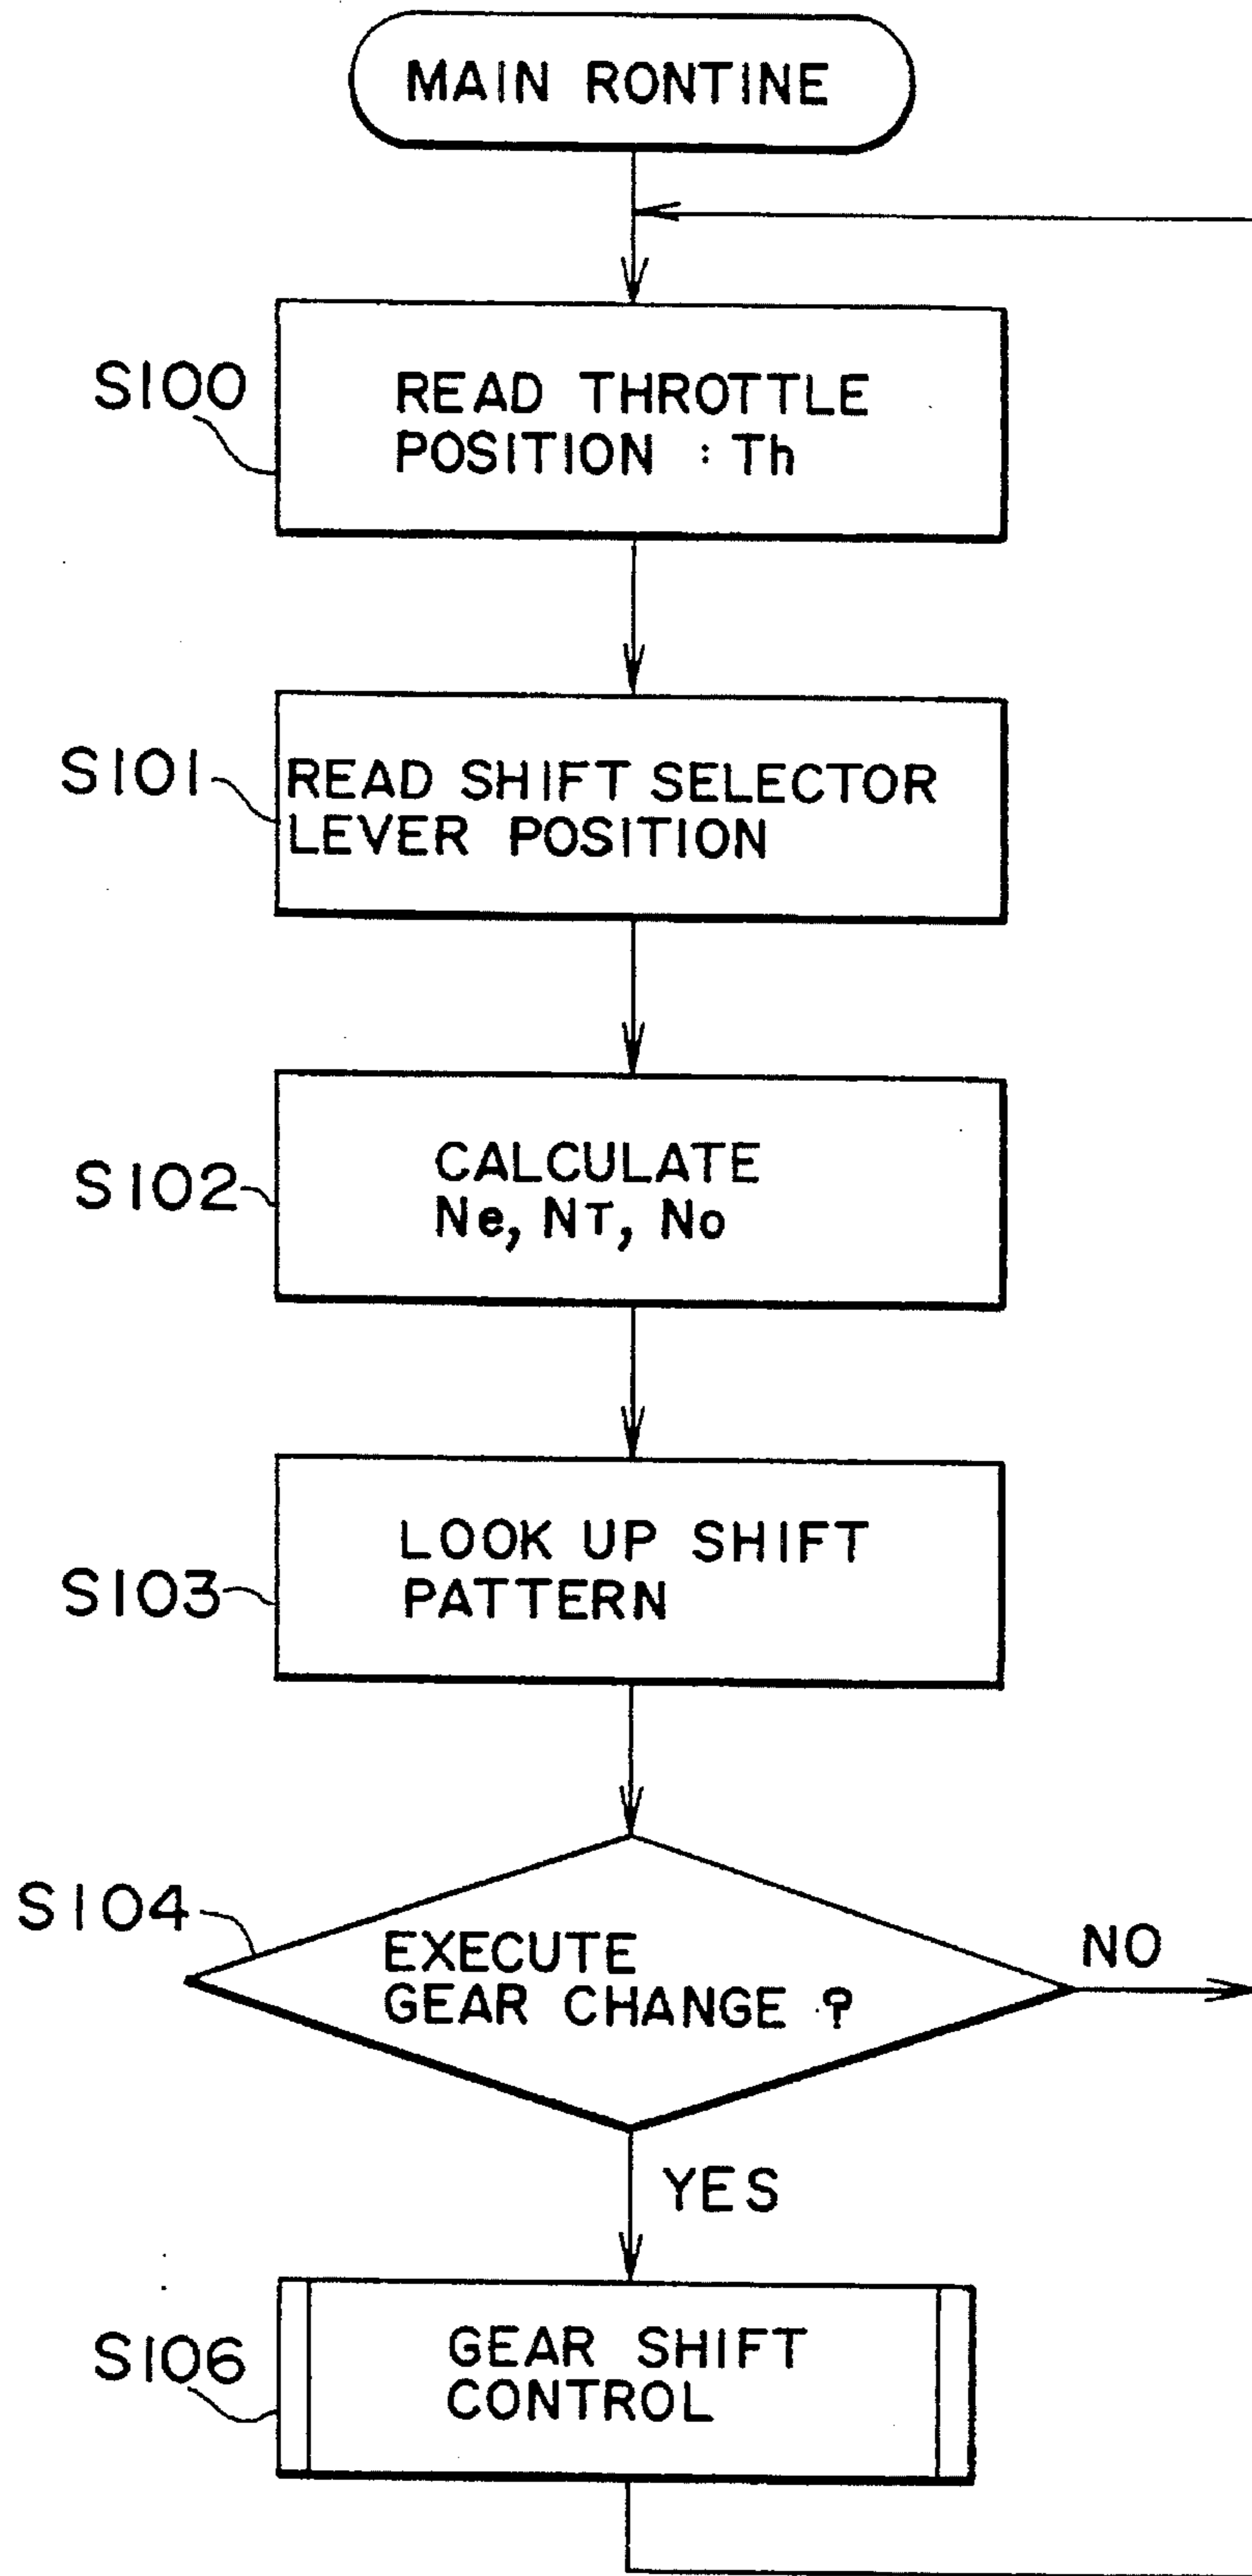 MAIN RONTINE
S100
READ THROTTLE
POSITION : Th
S101
READ SHIFT SELECTOR
LEVER POSITION
S102
CALCULATE
Ne, NT, No
S103
LOOK UP SHIFT
PATTERN
S104
EXECUTE
GEAR CHANGE ?
NO
YES
S106
GEAR SHIFT
CONTROL